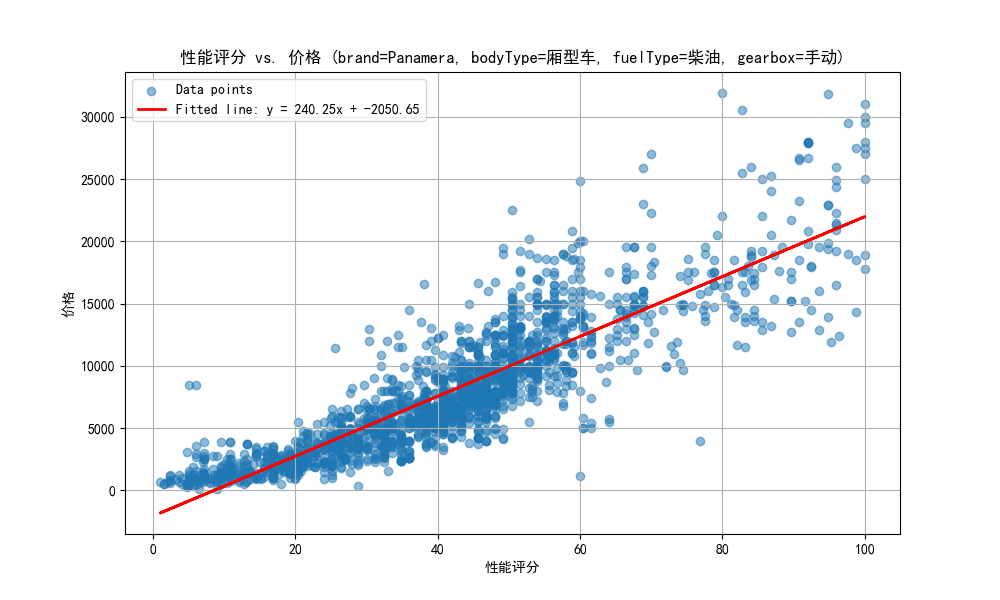 性能评分 vs. 价格 (brand=Panamera, bodyType=厢型车, fuelType=柴油, gearbox=手动)
Data points
Fitted line: y = 240.25x + -2050.65
30000
25000
20000
15000
10000
5000
0
价格
0 20 40 60 80 100
性能评分